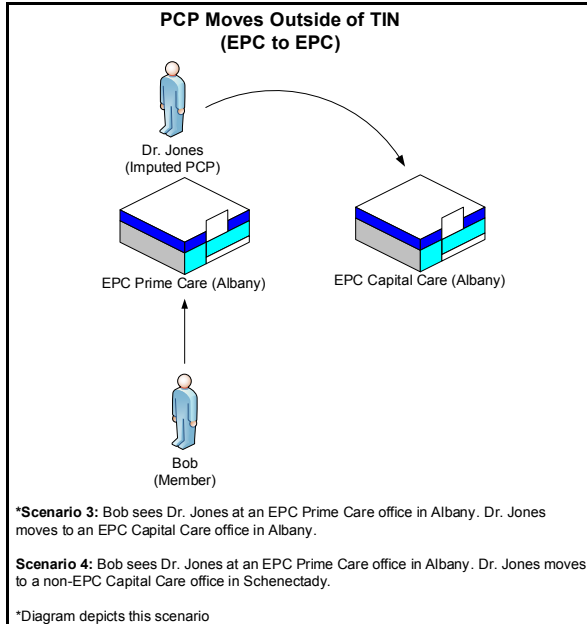 PCP Moves Outside of TIN
(EPC to EPC)
Dr. Jones
(Imputed PCP)
EPC Prime Care (Albany)
EPC Capital Care (Albany)
Bob
(Member)
*Scenario 3: Bob sees Dr. Jones at an EPC Prime Care office in Albany. Dr. Jones
moves to an EPC Capital Care office in Albany.
Scenario 4: Bob sees Dr. Jones at an EPC Prime Care office in Albany. Dr. Jones moves
to a non-EPC Capital Care office in Schenectady.
*Diagram depicts this scenario